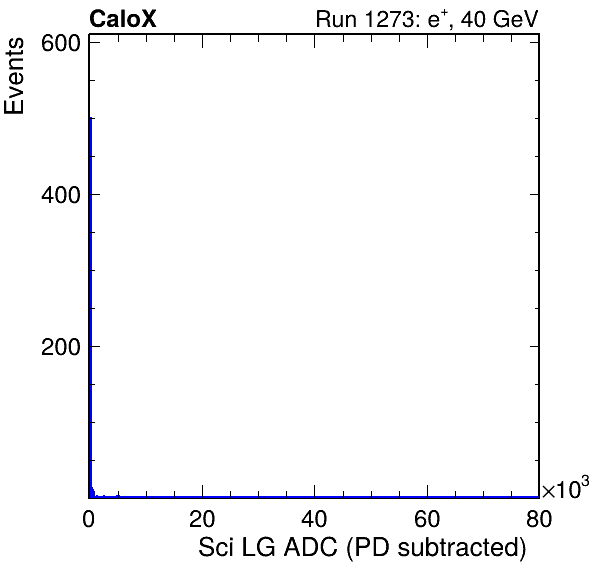 CaloX Run 1273: e⁺, 40 GeV
Events
600
400
200
0 20 40 60 80
×10³
Sci LG ADC (PD subtracted)